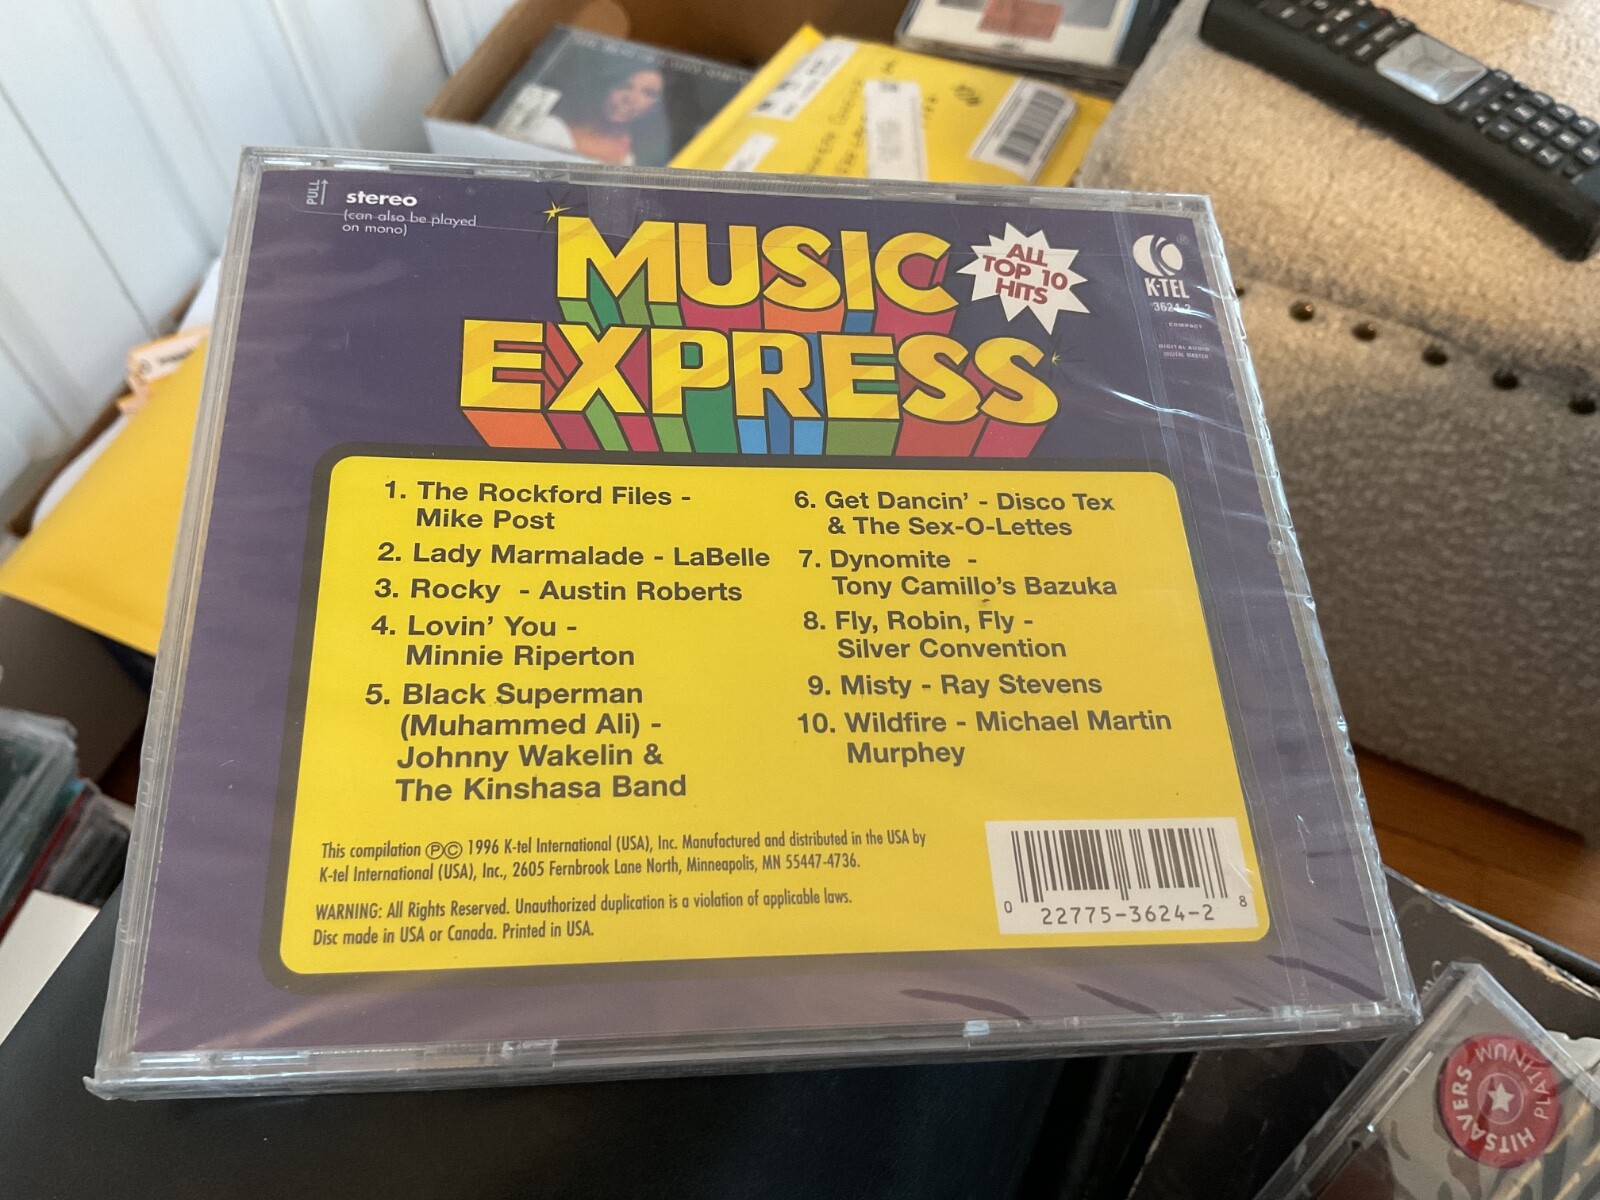 PULL
stereo
(can also be played
on mono)
MUSIC
EXPRESS
ALL
TOP 10
HITS
K-TEL
3624-2
COMPACT
DIGITAL AUDIO
DIGITAL MASTER
1. The Rockford Files -
Mike Post
2. Lady Marmalade - LaBelle
3. Rocky - Austin Roberts
4. Lovin' You -
Minnie Riperton
5. Black Superman
(Muhammed Ali) -
Johnny Wakelin &
The Kinshasa Band
6. Get Dancin' - Disco Tex
& The Sex-O-Lettes
7. Dynomite -
Tony Camillo's Bazuka
8. Fly, Robin, Fly -
Silver Convention
9. Misty - Ray Stevens
10. Wildfire - Michael Martin
Murphey
This compilation ⓅⒸ 1996 K-tel International (USA), Inc. Manufactured and distributed in the USA by
K-tel International (USA), Inc., 2605 Fernbrook Lane North, Minneapolis, MN 55447-4736.
WARNING: All Rights Reserved. Unauthorized duplication is a violation of applicable laws.
Disc made in USA or Canada. Printed in USA.
0 22775-3624-2 8
HITSAVERS
PLATINUM